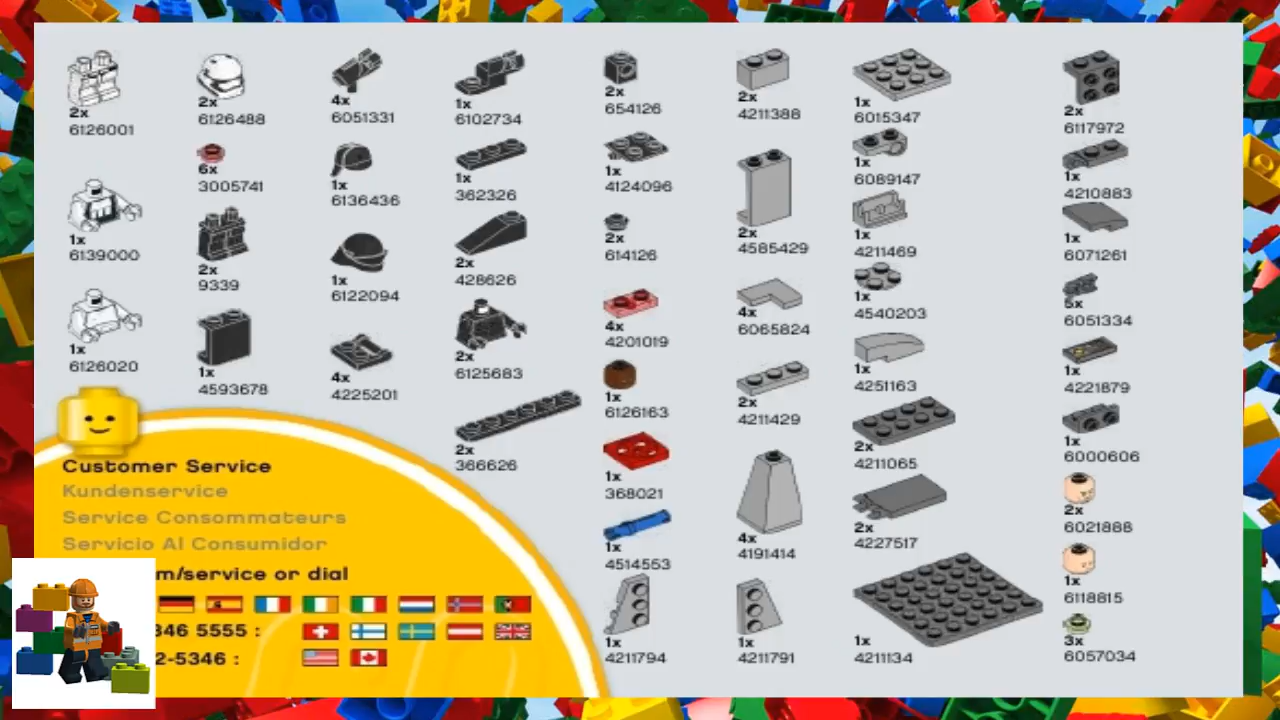 2x
6126001
1x
6139000
1x
6126020
2x
6126488
6x
3005741
2x
9339
1x
4593678
4x
6051331
1x
6136436
1x
6122094
4x
4225201
1x
6102734
1x
362326
2x
428626
2x
6125683
2x
366626
2x
654126
1x
4124096
2x
614126
4x
4201019
1x
6126163
1x
368021
1x
4514553
1x
4211794
2x
4211388
2x
4585429
4x
6065824
2x
4211429
4x
4191414
1x
4211791
1x
6015347
1x
6089147
1x
4211469
1x
4540203
1x
4251163
2x
4211065
2x
4227517
1x
4211134
2x
6117972
1x
4210883
1x
6071261
5x
6051334
1x
4221879
1x
6000606
2x
6021888
1x
6118815
3x
6057034
Customer Service
Kundenservice
Service Consommateurs
Servicio Al Consumidor
m/service or dial
346 5555 :
2-5346 :